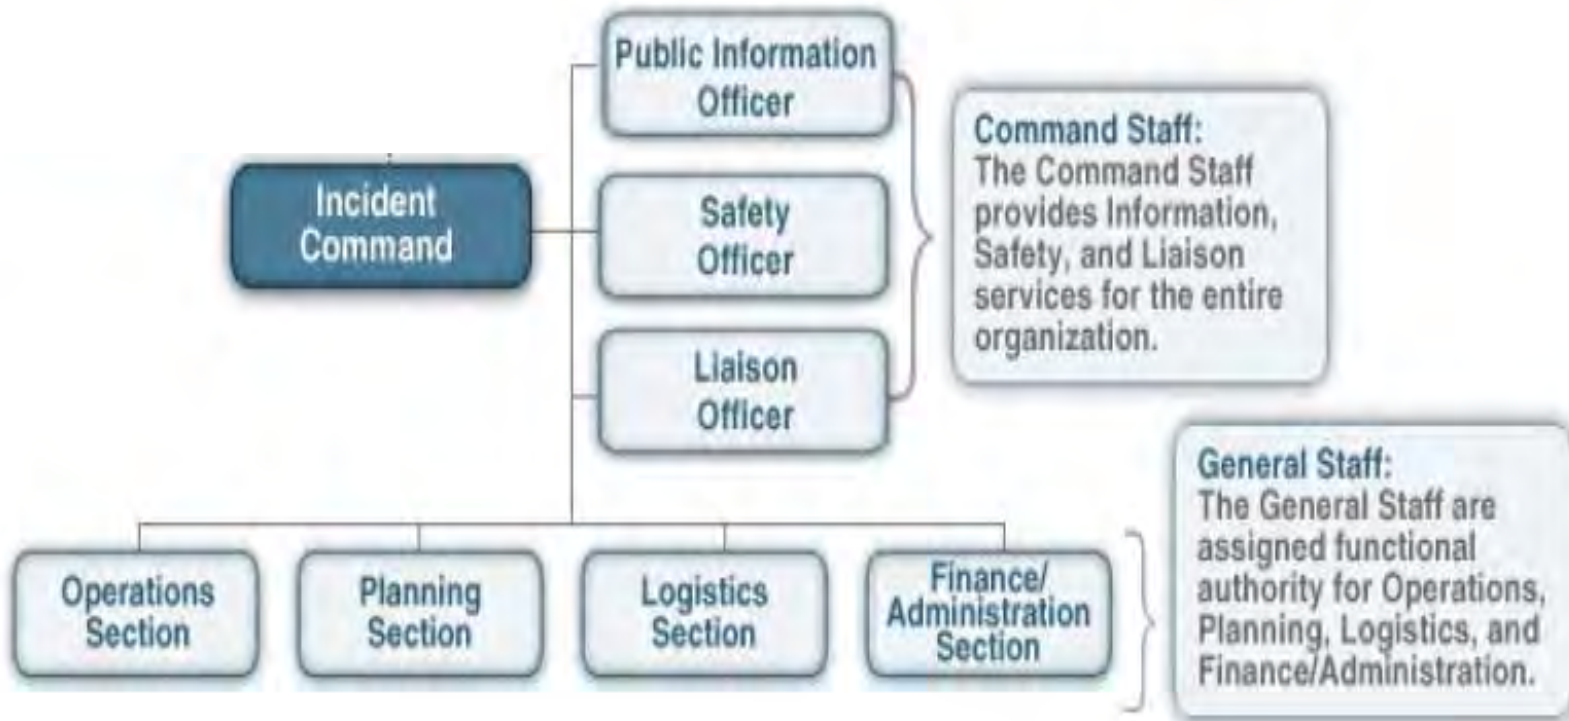 Public Information
Officer
Command Staff:
The Command Staff
provides Information,
Safety, and Liaison
services for the entire
organization.
Incident
Command
Safety
Officer
Liaison
Officer
General Staff:
The General Staff are
assigned functional
authority for Operations,
Planning, Logistics, and
Finance/Administration.
Operations
Section
Planning
Section
Logistics
Section
Finance/
Administration
Section